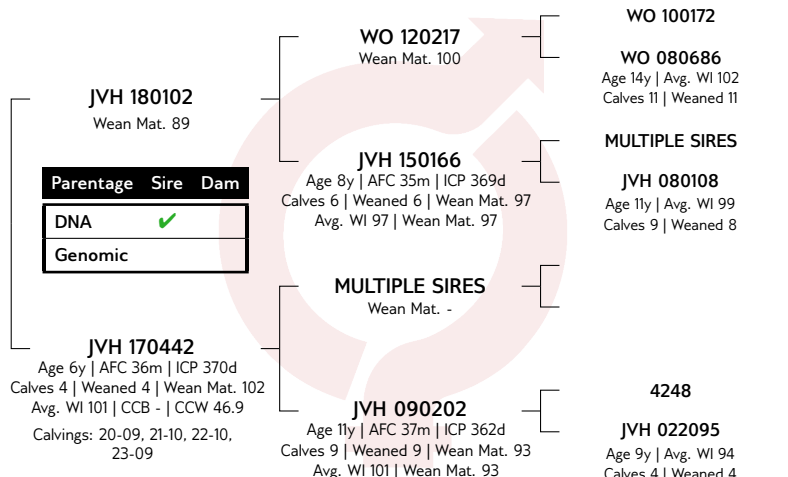 JVH 180102
Wean Mat. 89
Parentage Sire Dam
DNA ✔
Genomic
JVH 170442
Age 6y | AFC 36m | ICP 370d
Calves 4 | Weaned 4 | Wean Mat. 102
Avg. WI 101 | CCB - | CCW 46.9
Calvings: 20-09, 21-10, 22-10,
23-09
WO 120217
Wean Mat. 100
JVH 150166
Age 8y | AFC 35m | ICP 369d
Calves 6 | Weaned 6 | Wean Mat. 97
Avg. WI 97 | Wean Mat. 97
MULTIPLE SIRES
Wean Mat. -
JVH 090202
Age 11y | AFC 37m | ICP 362d
Calves 9 | Weaned 9 | Wean Mat. 93
Avg. WI 101 | Wean Mat. 93
WO 100172
WO 080686
Age 14y | Avg. WI 102
Calves 11 | Weaned 11
MULTIPLE SIRES
JVH 080108
Age 11y | Avg. WI 99
Calves 9 | Weaned 8
4248
JVH 022095
Age 9y | Avg. WI 94
Calves 4 | Weaned 4